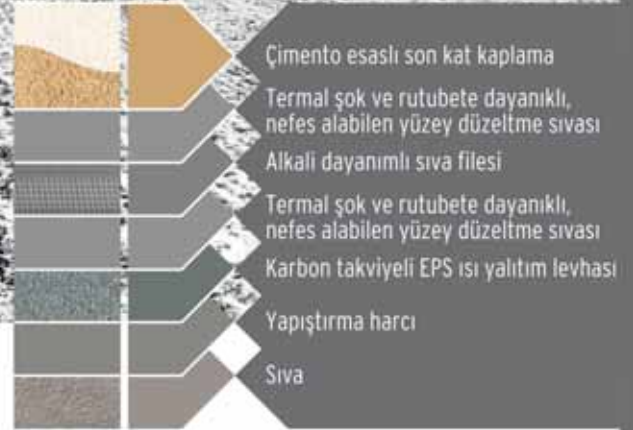 Çimento esaslı son kat kaplama
Termal şok ve rutubete dayanıklı,
nefes alabilen yüzey düzeltme sıvası
Alkali dayanımlı sıva filesi
Termal şok ve rutubete dayanıklı,
nefes alabilen yüzey düzeltme sıvası
Karbon takviyeli EPS ısı yalıtım levhası
Yapıştırma harcı
Sıva